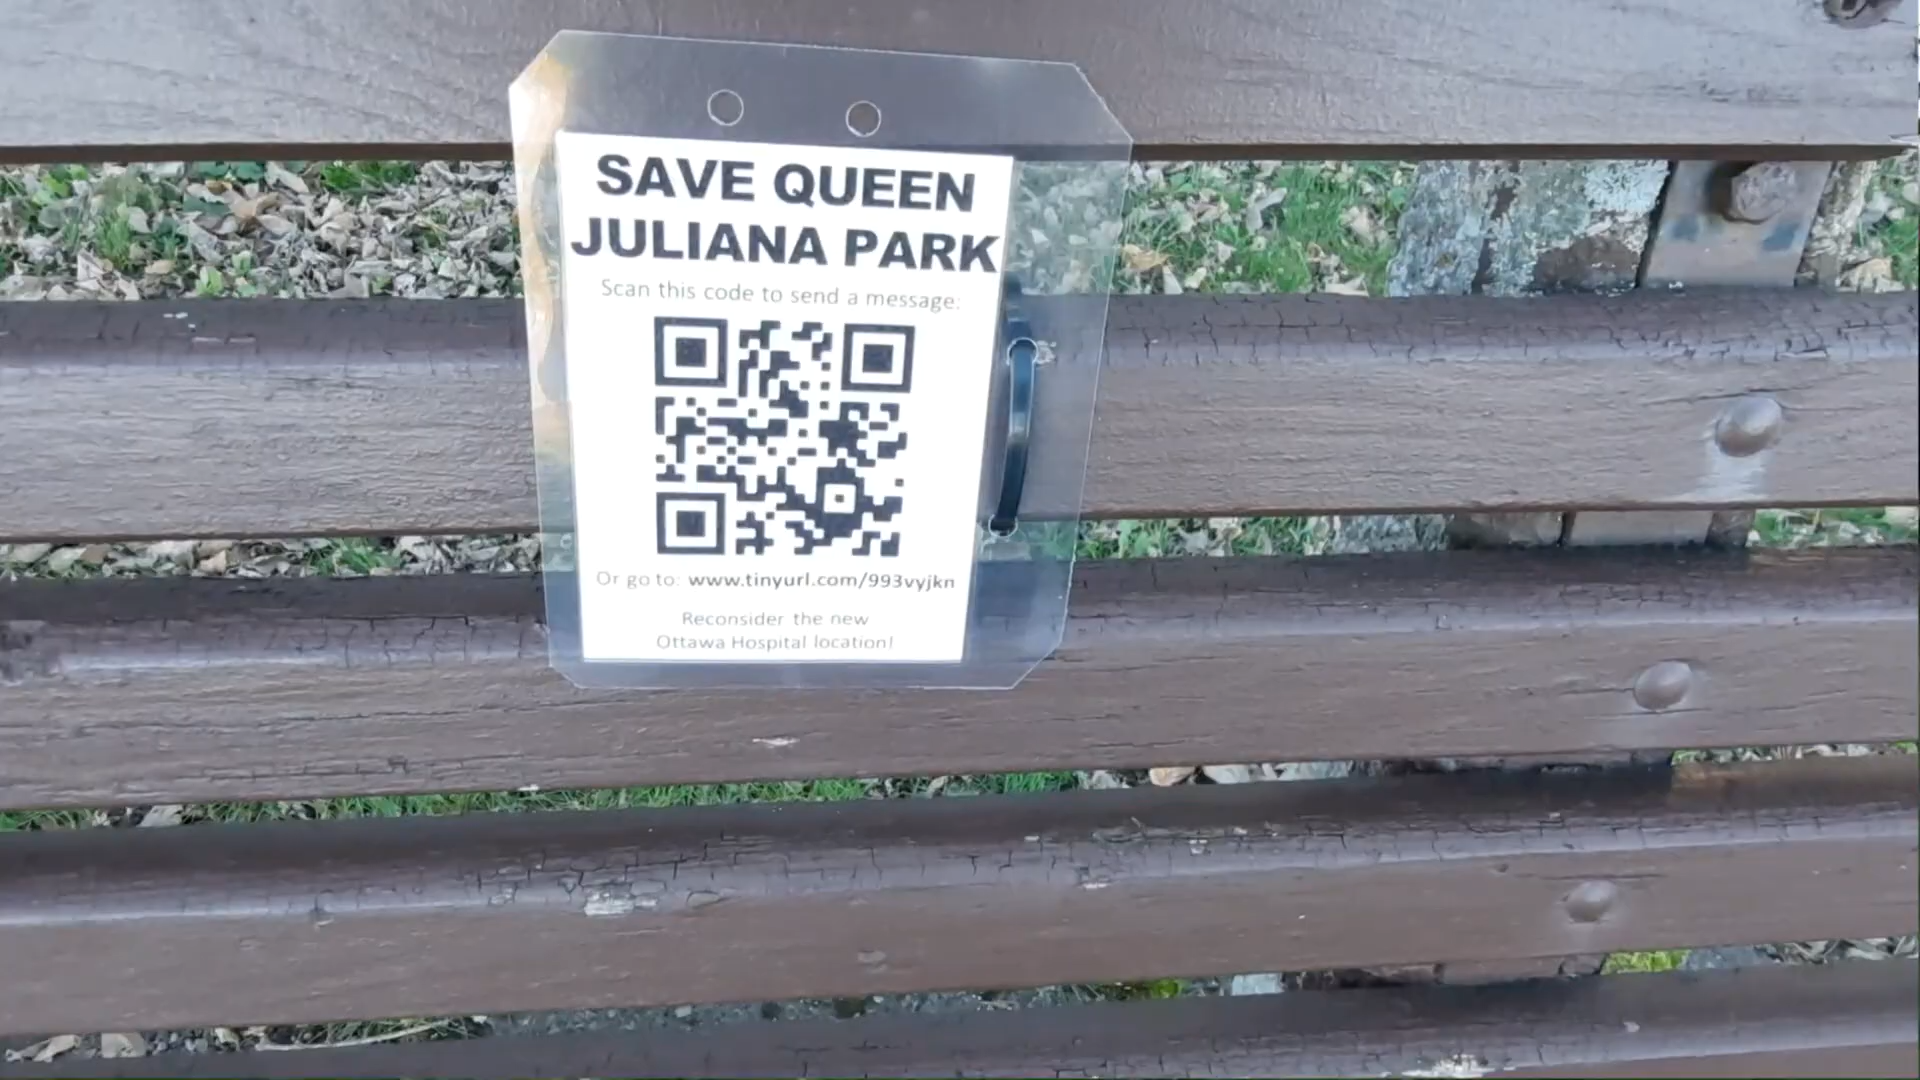 SAVE QUEEN
JULIANA PARK
Scan this code to send a message:
Or go to: www.tinyurl.com/993vyjkn
Reconsider the new
Ottawa Hospital location!